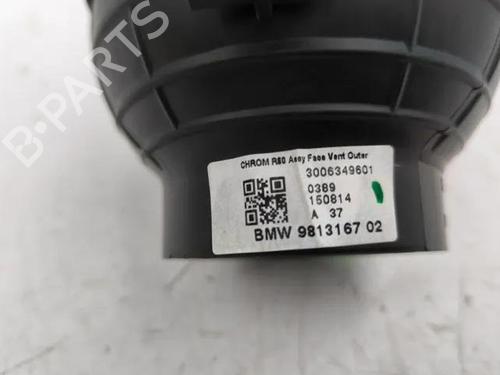 B-PARTS
CHROM R60 Assy Face Vent Outer
3006349601
0389
150814
A 37
BMW 9813167 02